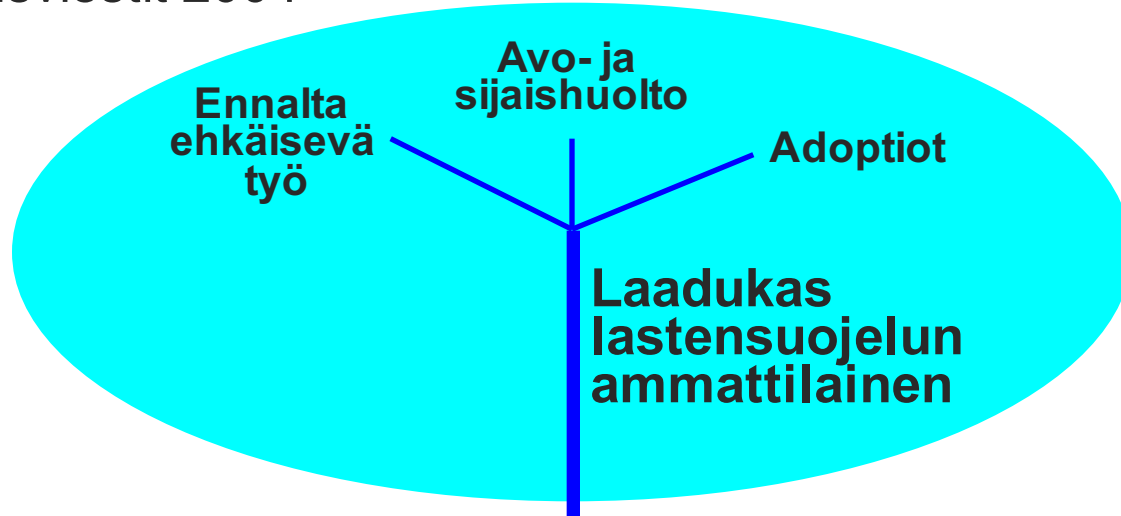 Ennalta
ehkäisevä
työ
Avo- ja
sijaishuolto
Adoptiot
Laadukas
lastensuojelun
ammattilainen